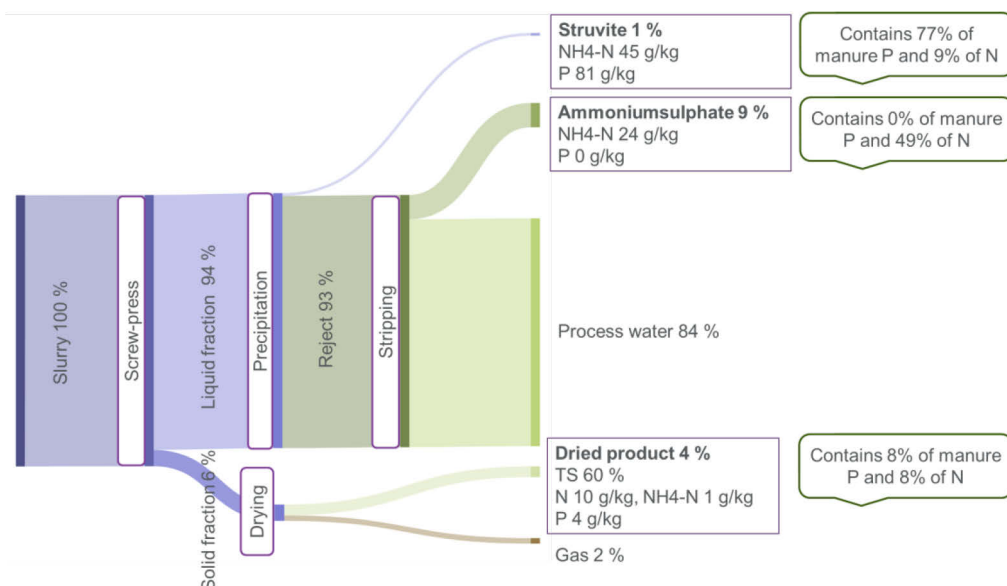 Struvite 1 %
NH4-N 45 g/kg
P 81 g/kg
Contains 77% of
manure P and 9% of N
Ammoniumsulphate 9 %
NH4-N 24 g/kg
P 0 g/kg
Contains 0% of manure
P and 49% of N
Slurry 100 %
Screw-press
Liquid fraction 94 %
Precipitation
Reject 93 %
Stripping
Process water 84 %
Solid fraction 6 %
Drying
Dried product 4 %
TS 60 %
N 10 g/kg, NH4-N 1 g/kg
P 4 g/kg
Contains 8% of manure
P and 8% of N
Gas 2 %